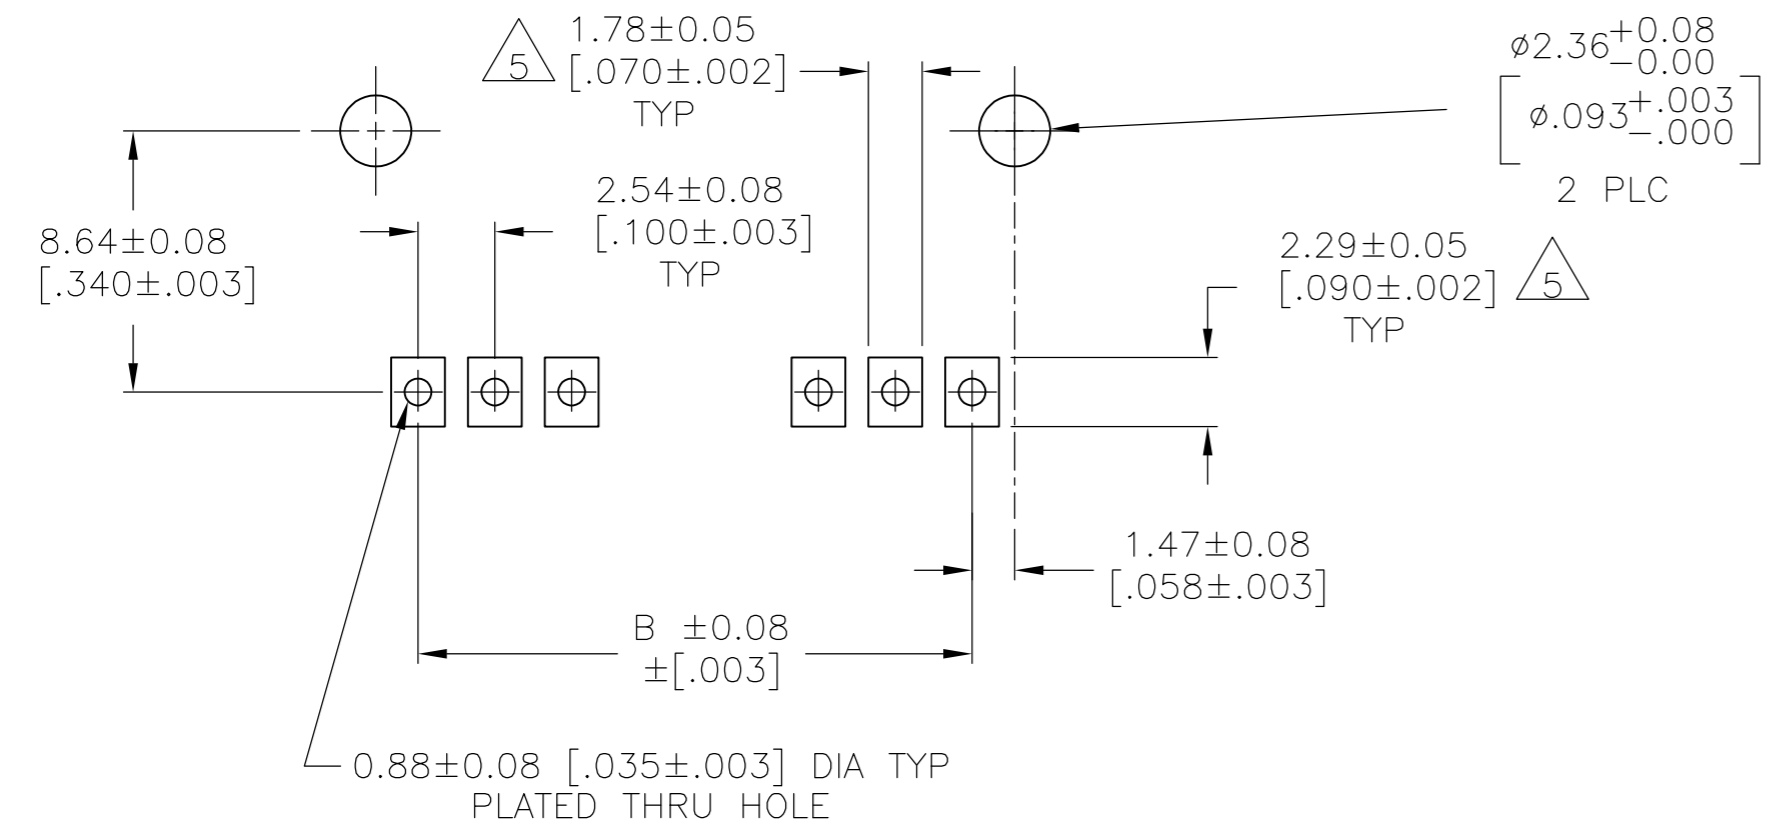 5
1.78±0.05
[.070±.002]
TYP
⌀2.36+0.08
-0.00
[⌀.093+.003
-.000]
2 PLC
2.54±0.08
[.100±.003]
TYP
8.64±0.08
[.340±.003]
2.29±0.05
[.090±.002]
TYP
5
1.47±0.08
[.058±.003]
B ±0.08
±[.003]
0.88±0.08 [.035±.003] DIA TYP
PLATED THRU HOLE